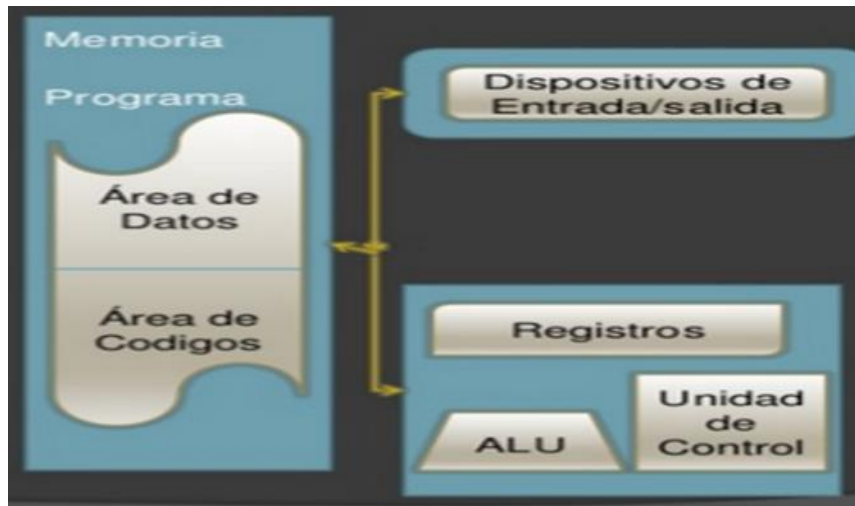 Memoria
Programa
Área de
Datos
Área de
Codigos
Dispositivos de
Entrada/salida
Registros
ALU
Unidad
de
Control